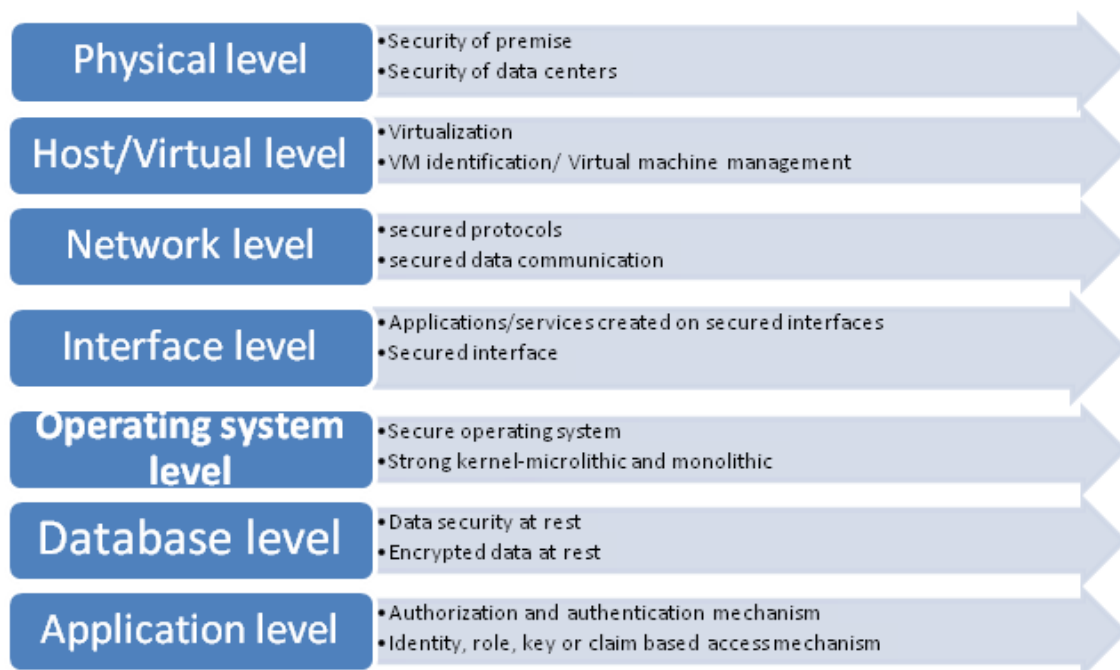 Physical level
•Security of premise
•Security of data centers
Host/Virtual level
•Virtualization
•VM identification/ Virtual machine management
Network level
•secured protocols
•secured data communication
Interface level
•Applications/services created on secured interfaces
•Secured interface
Operating system
level
•Secure operating system
•Strong kernel-microlithic and monolithic
Database level
•Data security at rest
•Encrypted data at rest
Application level
•Authorization and authentication mechanism
•Identity, role, key or claim based access mechanism